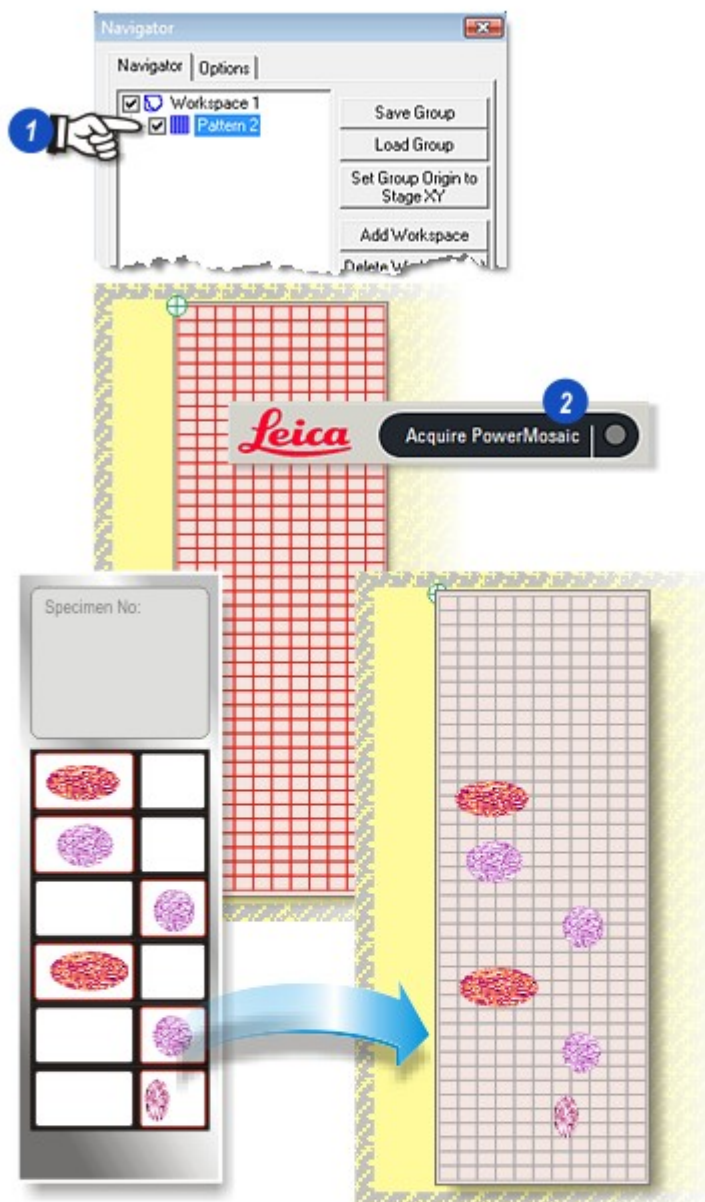 Navigator
Navigator Options
Workspace 1
Pattern 2
1
Save Group
Load Group
Set Group Origin to
Stage XY
Add Workspace
Delete
2
Leica
Acquire PowerMosaic
Specimen No: